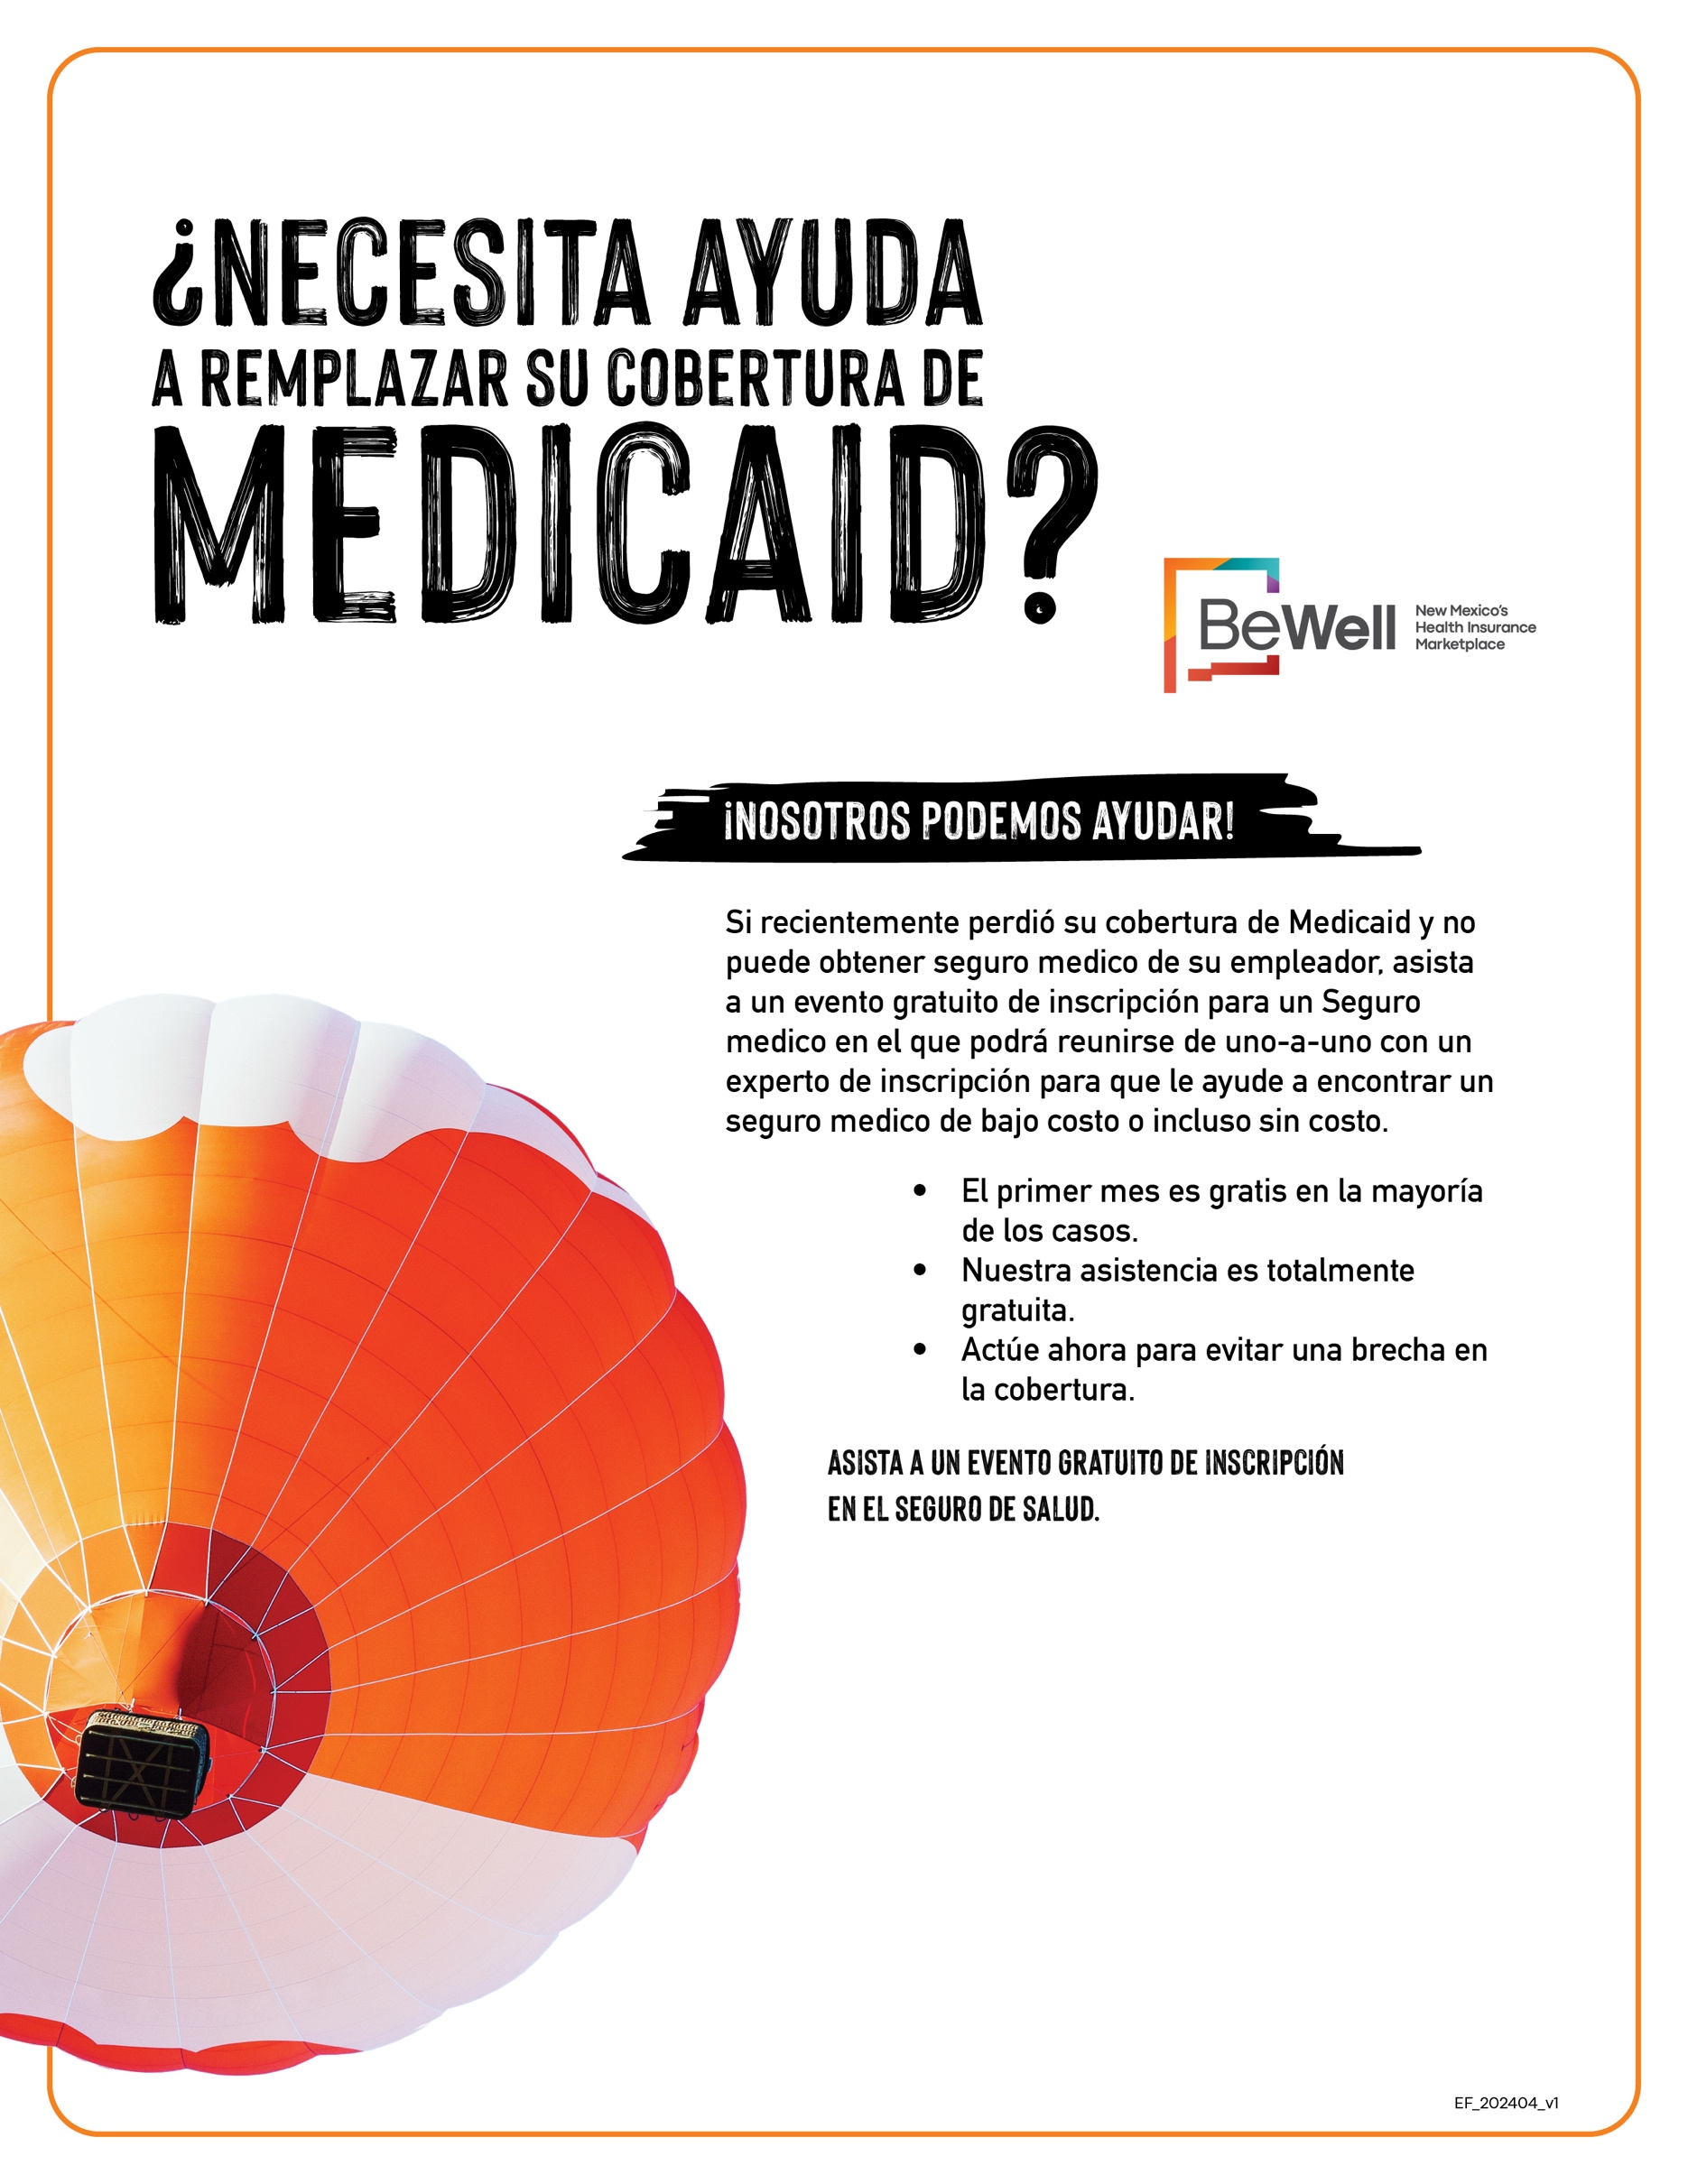 ¿NECESITA AYUDA
A REMPLAZAR SU COBERTURA DE
MEDICAID?
BeWell
New Mexico's
Health Insurance
Marketplace
¡NOSOTROS PODEMOS AYUDAR!
Si recientemente perdió su cobertura de Medicaid y no
puede obtener seguro medico de su empleador, asista
a un evento gratuito de inscripción para un Seguro
medico en el que podrá reunirse de uno-a-uno con un
experto de inscripción para que le ayude a encontrar un
seguro medico de bajo costo o incluso sin costo.
• El primer mes es gratis en la mayoría
de los casos.
• Nuestra asistencia es totalmente
gratuita.
• Actúe ahora para evitar una brecha en
la cobertura.
ASISTA A UN EVENTO GRATUITO DE INSCRIPCIÓN
EN EL SEGURO DE SALUD.
EF_202404_v1